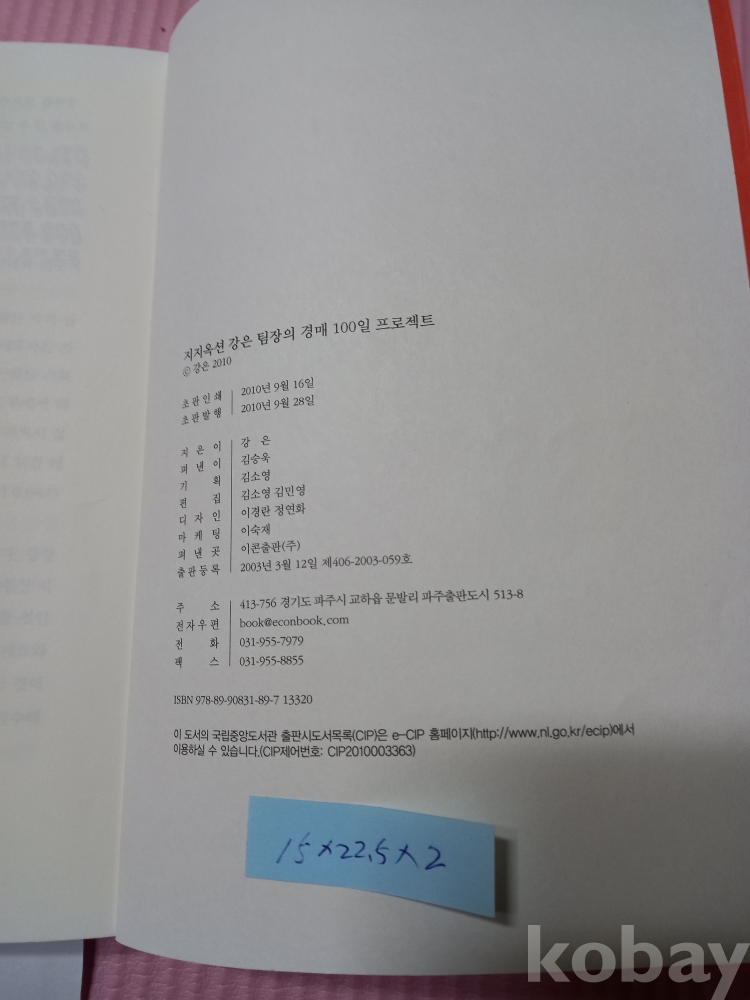 지지옥션 강은 팀장의 경매 100일 프로젝트
ⓒ 강은 2010
초판인쇄 2010년 9월 16일
초판발행 2010년 9월 28일
지은이 강 은
펴낸이 김승욱
기 획 김소영
편 집 김소영 김민영
디자인 이경란 정연화
마케팅 이숙재
펴낸곳 이콘출판(주)
출판등록 2003년 3월 12일 제406-2003-059호
주 소 413-756 경기도 파주시 교하읍 문발리 파주출판도시 513-8
전자우편 book@econbook.com
전 화 031-955-7979
팩 스 031-955-8855
ISBN 978-89-90831-89-7 13320
이 도서의 국립중앙도서관 출판시도서목록(CIP)은 e-CIP 홈페이지(http://www.nl.go.kr/ecip)에서
이용하실 수 있습니다.(CIP제어번호: CIP2010003363)
15×22.5×2
kobay